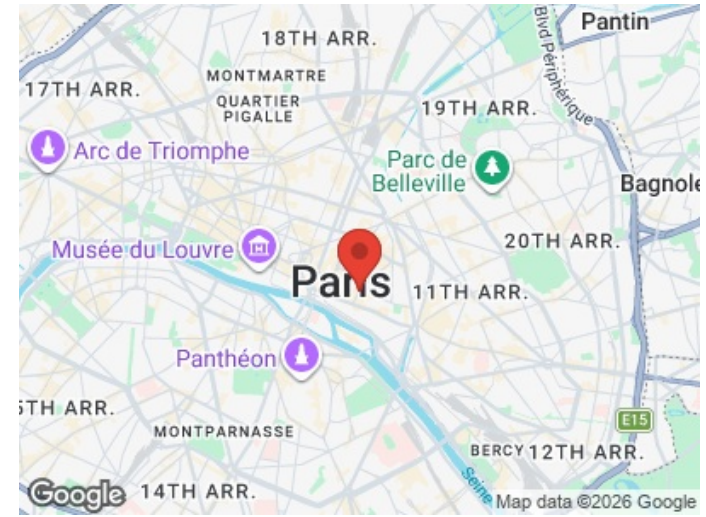 Pantin
18TH ARR.
Blvd Périphérique
MONTMARTRE
17TH ARR.
QUARTIER
PIGALLE
19TH ARR.
Arc de Triomphe
Parc de
Belleville
Bagnole
Musée du Louvre
20TH ARR.
Paris
11TH ARR.
Panthéon
5TH ARR.
E15
MONTPARNASSE
BERCY
12TH ARR.
Seine
Google
14TH ARR.
Map data ©2026 Google